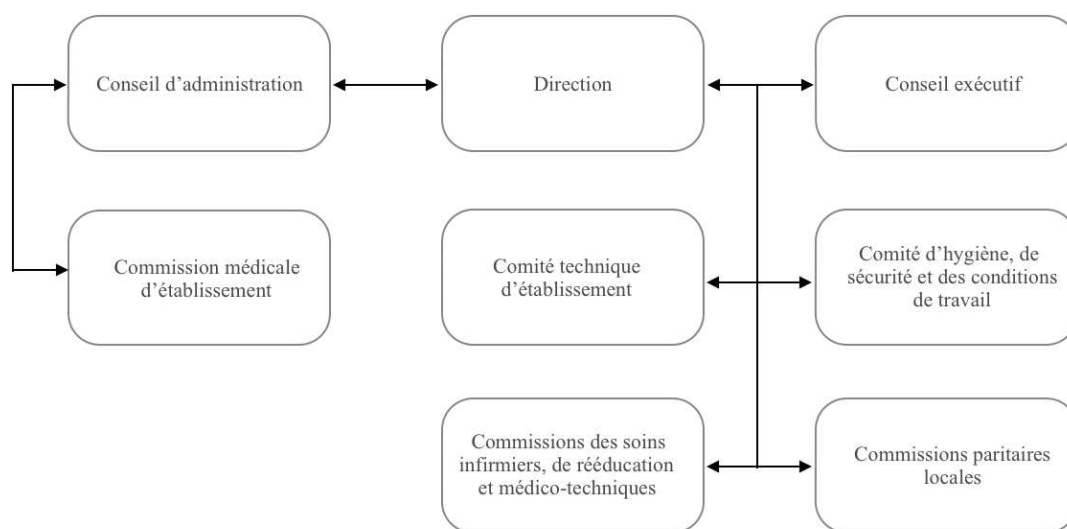 Conseil d’administration
Direction
Conseil exécutif
Commission médicale
d’établissement
Comité technique
d’établissement
Comité d’hygiène, de
sécurité et des conditions
de travail
Commissions des soins
infirmiers, de rééducation
et médico-techniques
Commissions paritaires
locales